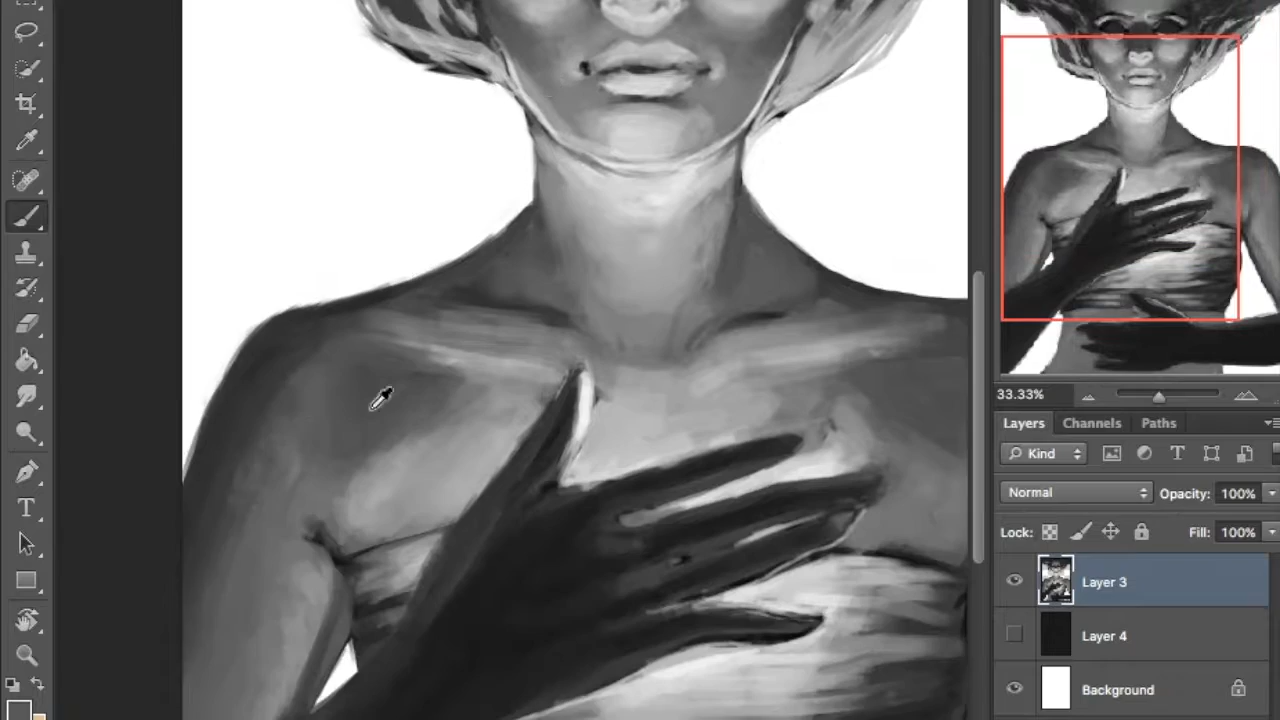 33.33%
Layers Channels Paths
Kind
Normal Opacity: 100%
Lock: Fill: 100%
Layer 3
Layer 4
Background